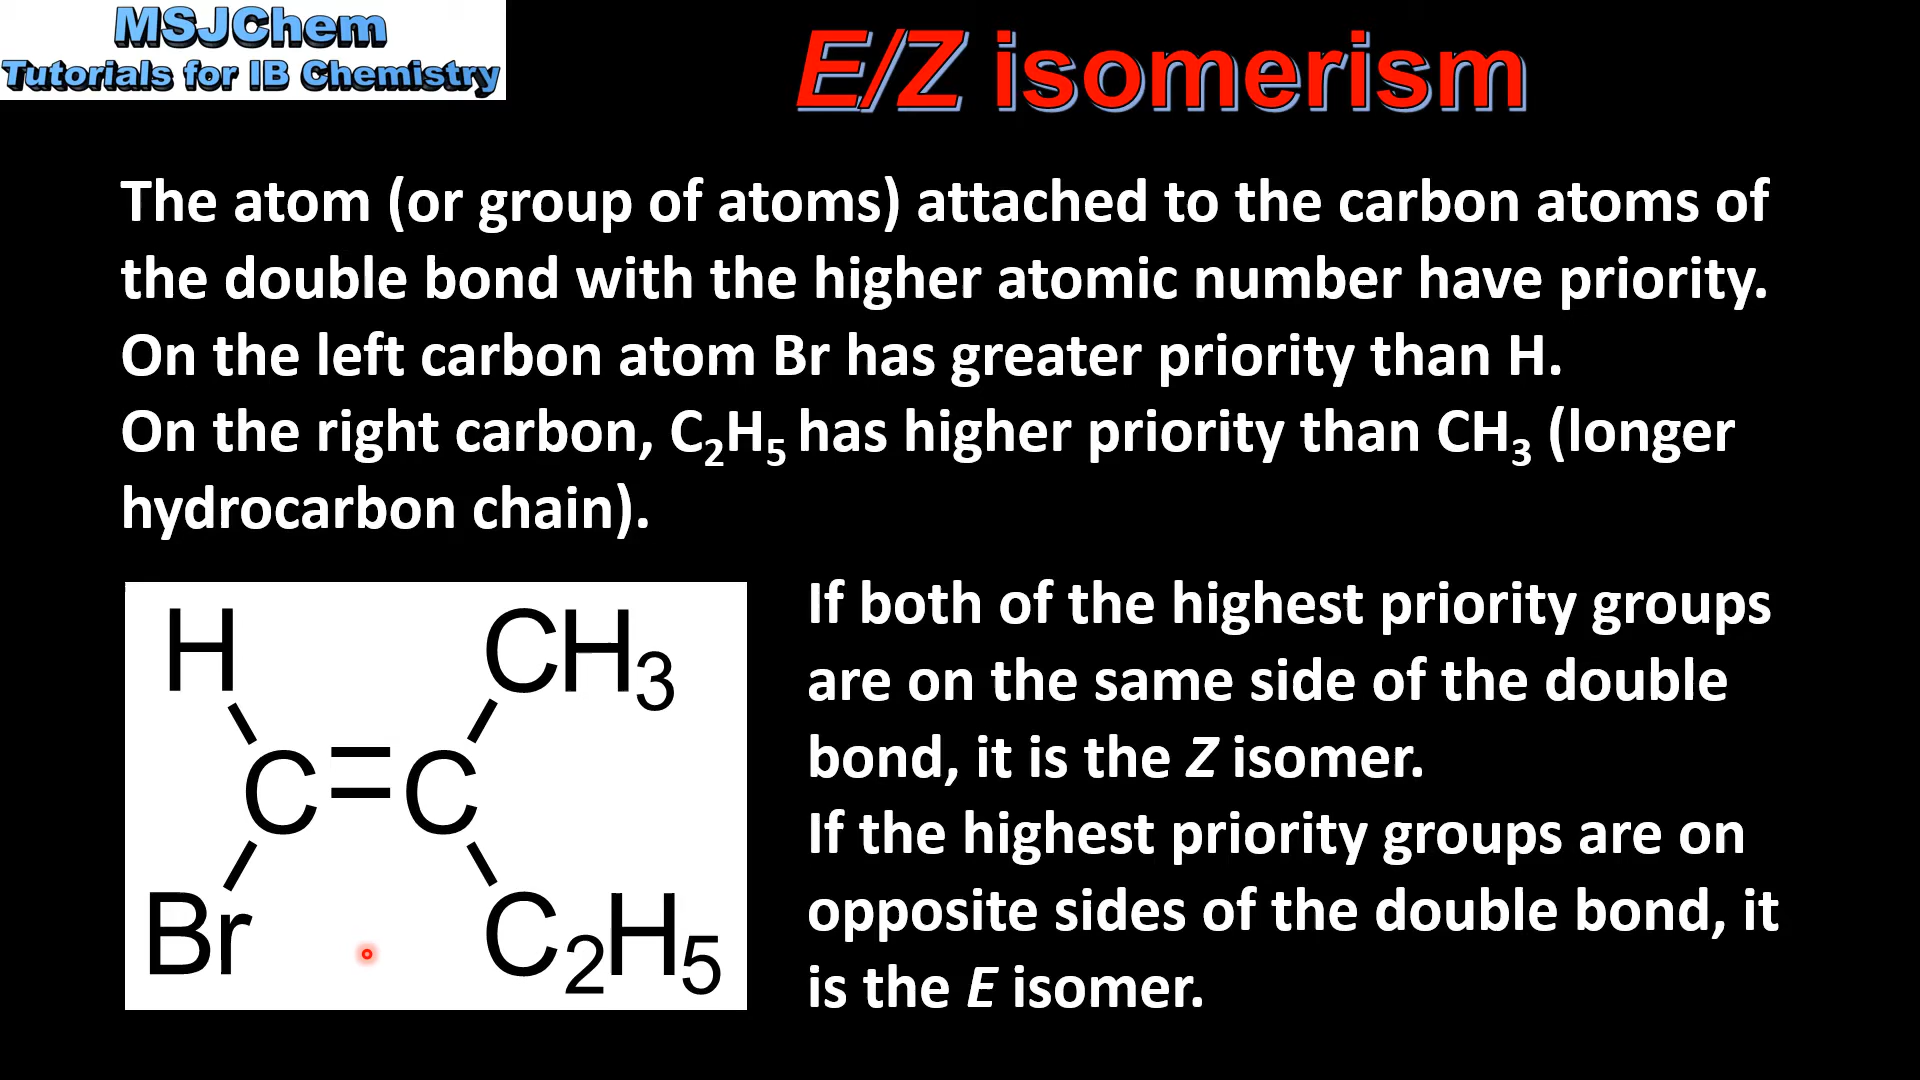 MSJChem
Tutorials for IB Chemistry
E/Z isomerism
The atom (or group of atoms) attached to the carbon atoms of
the double bond with the higher atomic number have priority.
On the left carbon atom Br has greater priority than H.
On the right carbon, C₂H₅ has higher priority than CH₃ (longer
hydrocarbon chain).
H CH₃
C=C
Br C₂H₅
If both of the highest priority groups
are on the same side of the double
bond, it is the Z isomer.
If the highest priority groups are on
opposite sides of the double bond, it
is the E isomer.